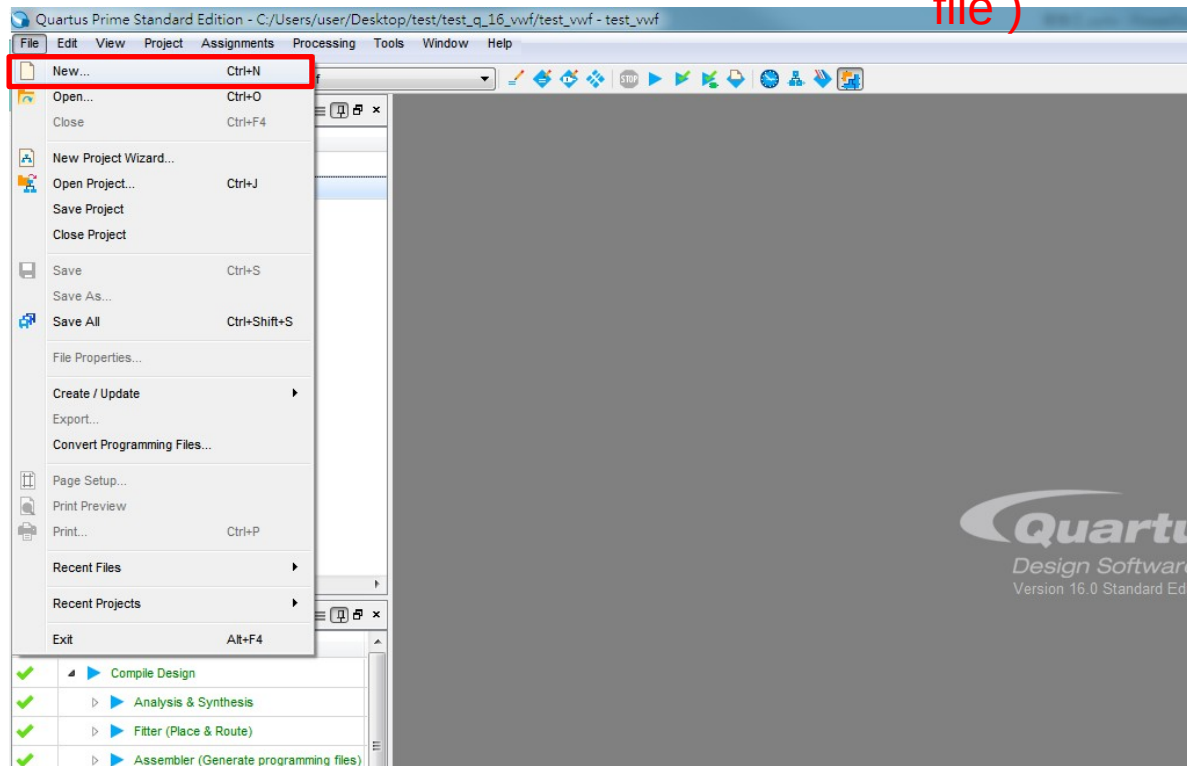 file )
Quartus Prime Standard Edition - C:/Users/user/Desktop/test/test_q_16_vwf/test_vwf - test_vwf
File Edit View Project Assignments Processing Tools Window Help
New... Ctrl+N
Open... Ctrl+O
Close Ctrl+F4
New Project Wizard...
Open Project... Ctrl+J
Save Project
Close Project
Save Ctrl+S
Save As...
Save All Ctrl+Shift+S
File Properties...
Create / Update
Export...
Convert Programming Files...
Page Setup...
Print Preview
Print... Ctrl+P
Recent Files
Recent Projects
Exit Alt+F4
STOP
Compile Design
Analysis & Synthesis
Fitter (Place & Route)
Assembler (Generate programming files)
Quartu
Design Software
Version 16.0 Standard Ed